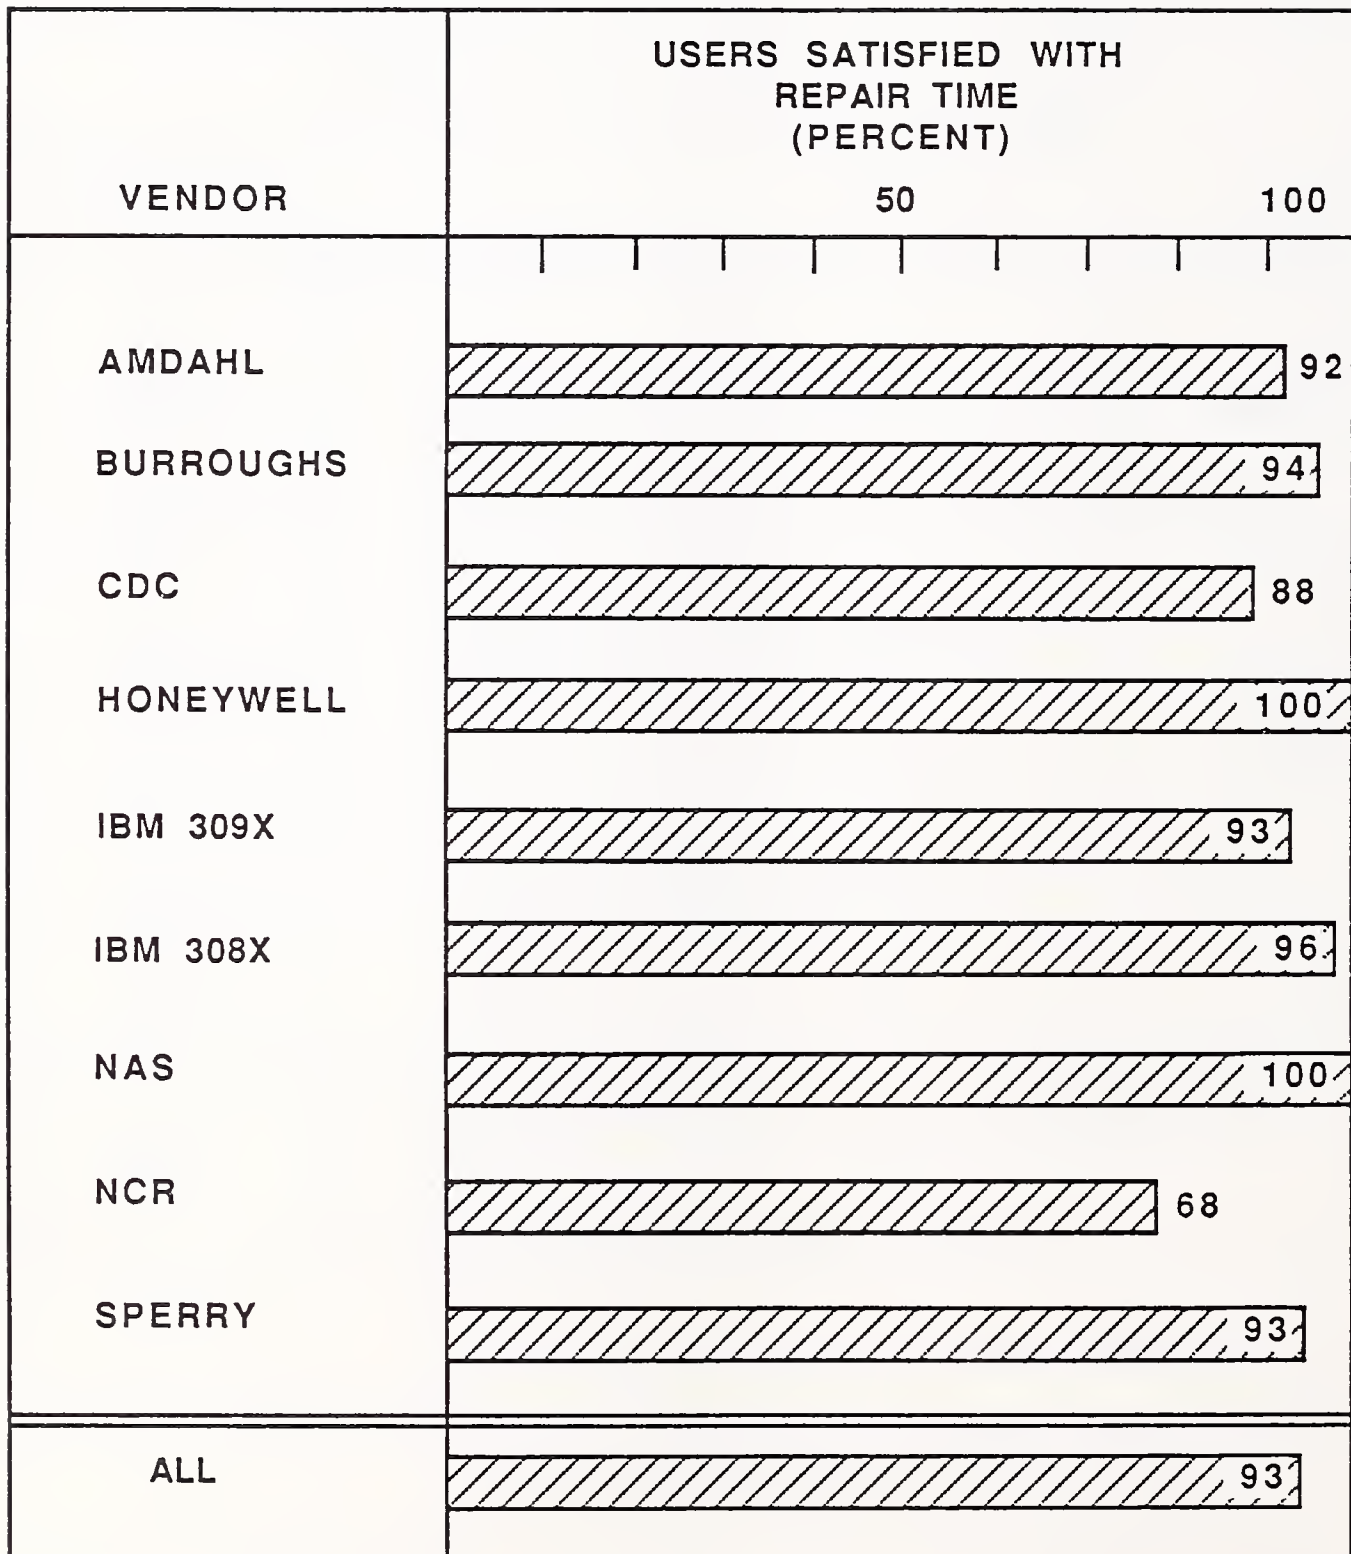 USERS SATISFIED WITH
REPAIR TIME
(PERCENT)
VENDOR 50 100
AMDAHL 92
BURROUGHS 94
CDC 88
HONEYWELL 100
IBM 309X 93
IBM 308X 96
NAS 100
NCR 68
SPERRY 93
ALL 93